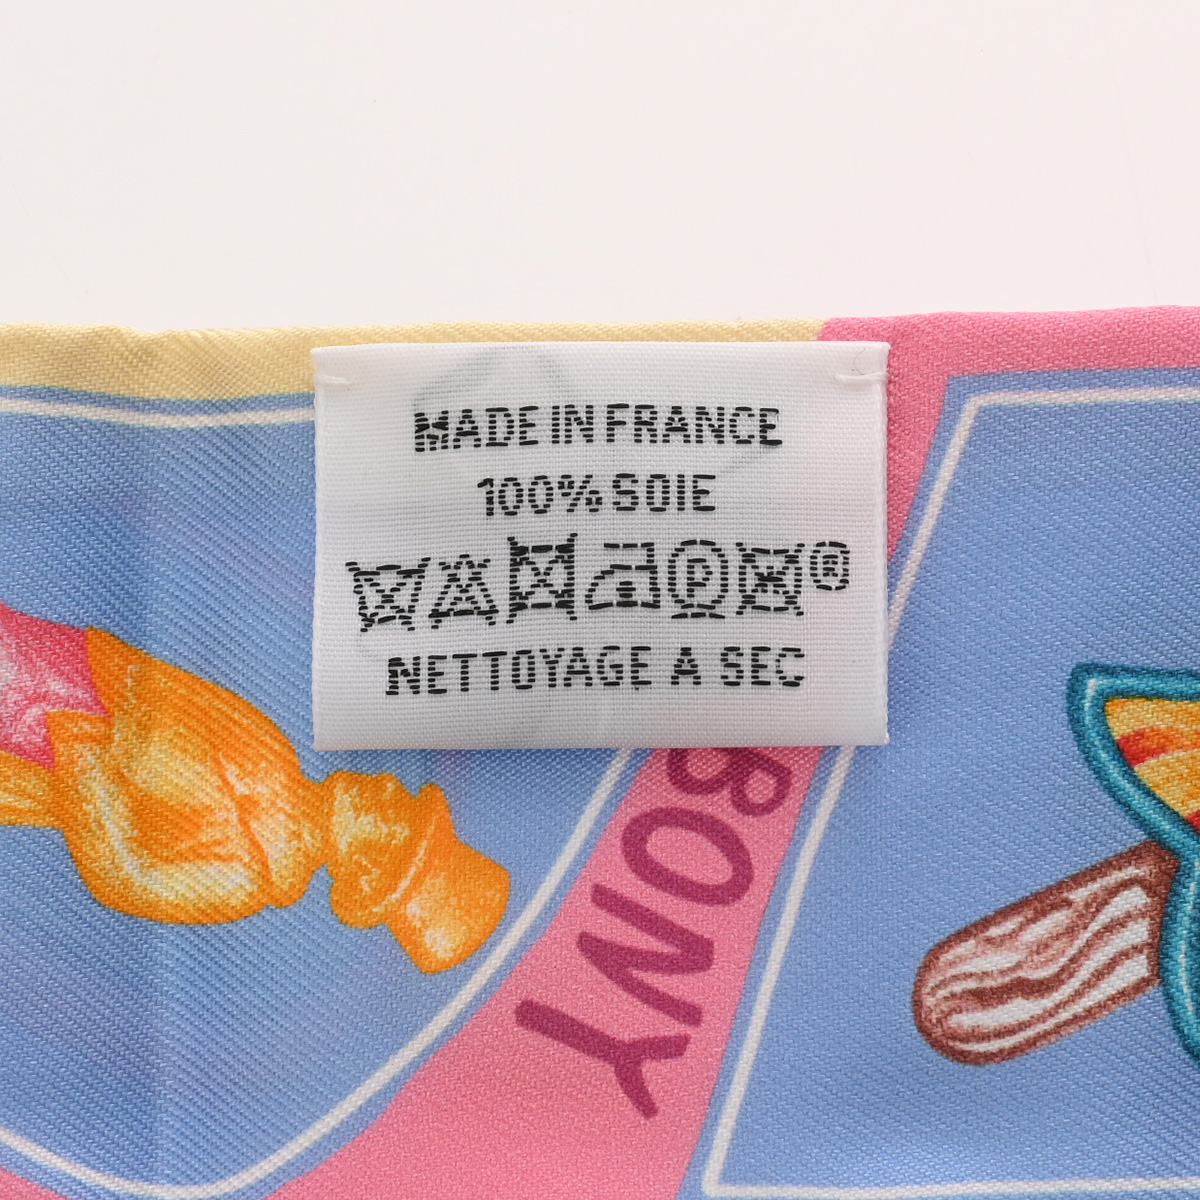 MADE IN FRANCE
100% SOIE
P ®
NETTOYAGE A SEC
BONY